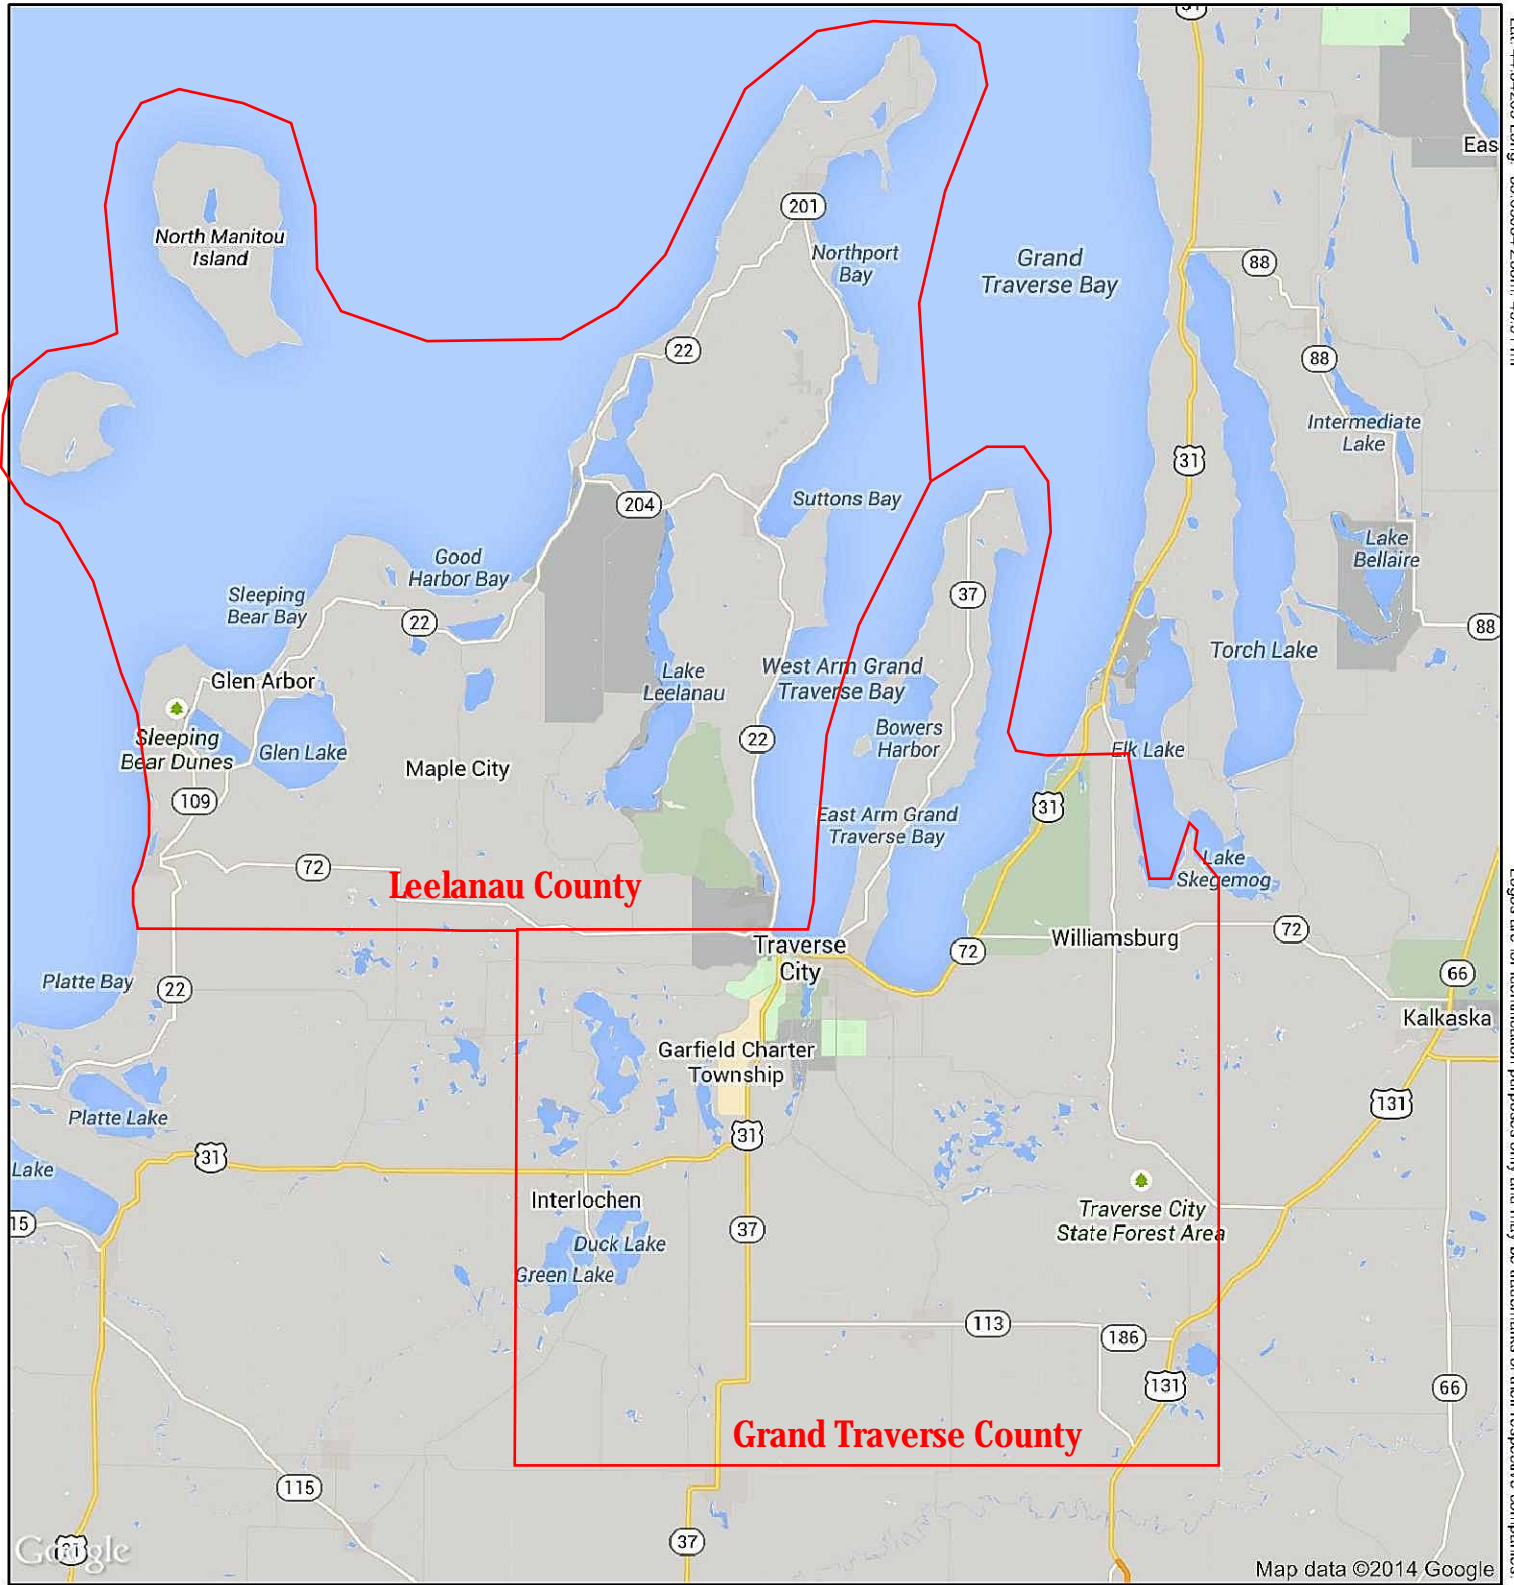 31
Eas
North Manitou
Island
201
Northport
Bay
Grand
Traverse Bay
88
22
88
Intermediate
Lake
31
204
Suttons Bay
Good
Harbor Bay
Lake
Bellaire
Sleeping
Bear Bay
22
37
88
Glen Arbor
Lake
Leelanau
West Arm Grand
Traverse Bay
Torch Lake
Sleeping
Bear Dunes
Glen Lake
Maple City
22
Bowers
Harbor
Elk Lake
109
31
East Arm Grand
Traverse Bay
72
Leelanau County
Lake
Skegemog
Traverse
City
72
Williamsburg
72
Platte Bay
22
66
Kalkaska
Garfield Charter
Township
Platte Lake
131
31
31
Lake
Interlochen
15
Duck Lake
Green Lake
37
Traverse City
State Forest Area
113
186
131
66
Grand Traverse County
115
37
31
Google
Map data ©2014 Google